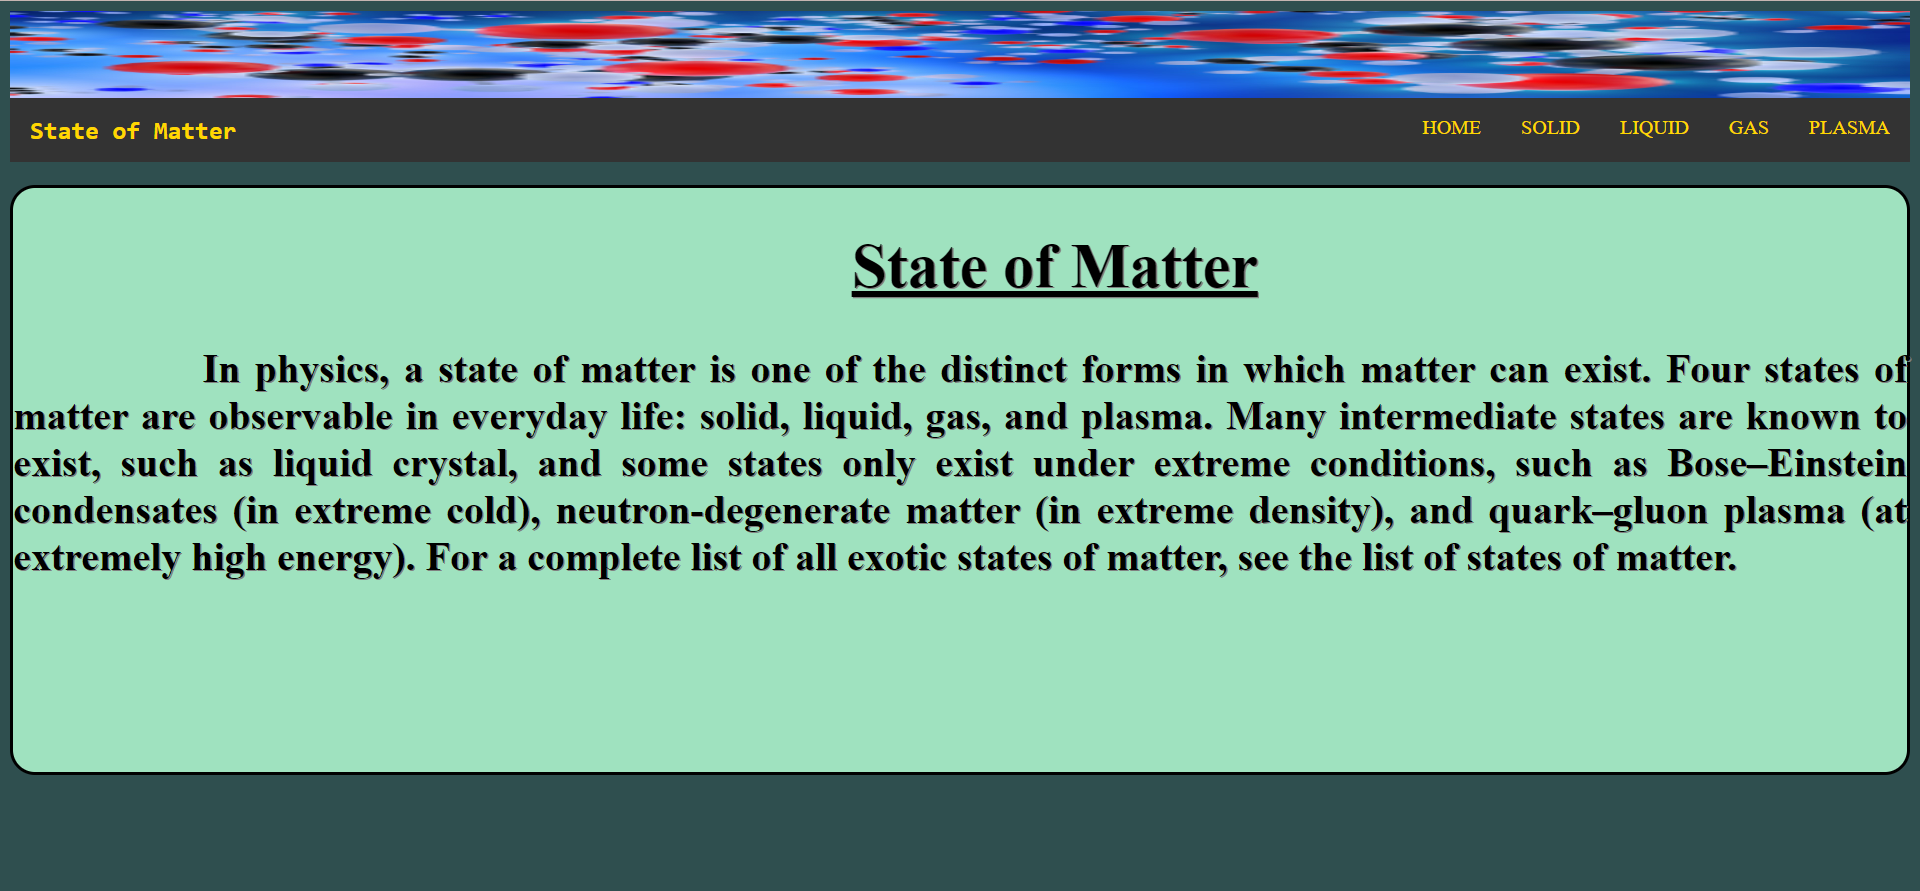 State of Matter
HOME SOLID LIQUID GAS PLASMA
State of Matter
In physics, a state of matter is one of the distinct forms in which matter can exist. Four states of
matter are observable in everyday life: solid, liquid, gas, and plasma. Many intermediate states are known to
exist, such as liquid crystal, and some states only exist under extreme conditions, such as Bose–Einstein
condensates (in extreme cold), neutron-degenerate matter (in extreme density), and quark–gluon plasma (at
extremely high energy). For a complete list of all exotic states of matter, see the list of states of matter.